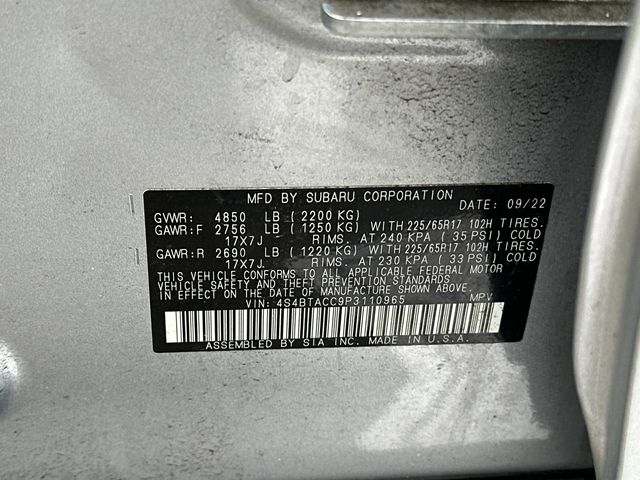 MFD BY SUBARU CORPORATION DATE: 09/22
GVWR: 4850 LB (2200 KG)
GAWR:F 2756 LB (1250 KG) WITH 225/65R17 102H TIRES.
17X7J RIMS. AT 240 KPA (35 PSI) COLD
GAWR:R 2690 LB (1220 KG) WITH 225/65R17 102H TIRES.
17X7J. RIMS. AT 230 KPA (33 PSI) COLD
THIS VEHICLE CONFORMS TO ALL APPLICABLE FEDERAL MOTOR
VEHICLE SAFETY AND THEFT PREVENTION STANDARDS
IN EFFECT ON THE DATE OF MANUFACTURE SHOWN ABOVE.
VIN: 4S4BTACC9P3110965 MPV
ASSEMBLED BY SIA INC. MADE IN U.S.A.